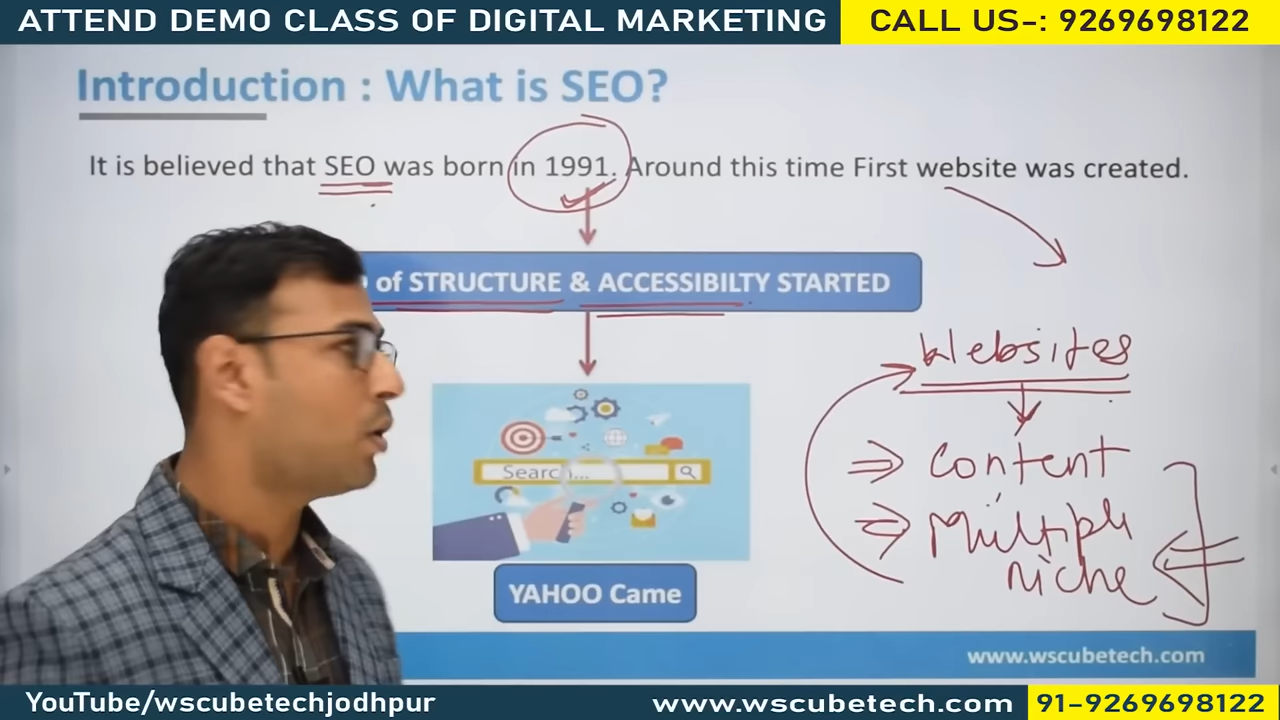 ATTEND DEMO CLASS OF DIGITAL MARKETING
CALL US-: 9269698122
Introduction : What is SEO?
It is believed that SEO was born in 1991. Around this time First website was created.
of STRUCTURE & ACCESSIBILTY STARTED
Websites
Search...
Content
Multiple
niche
YAHOO Came
www.wscubetech.com
YouTube/wscubetechjodhpur
www.wscubetech.com
91-9269698122